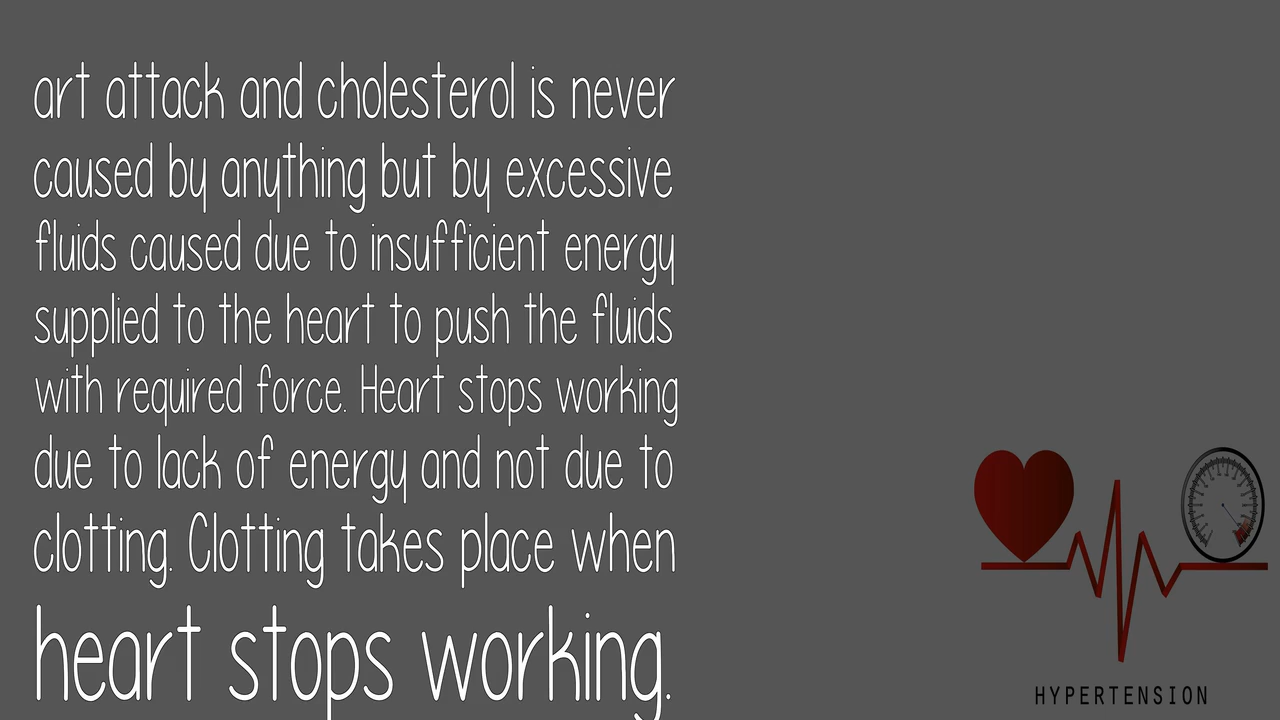 art attack and cholesterol is never
caused by anything but by excessive
fluids caused due to insufficient energy
supplied to the heart to push the fluids
with required force. Heart stops working
due to lack of energy and not due to
clotting. Clotting takes place when
heart stops working.
HYPERTENSION